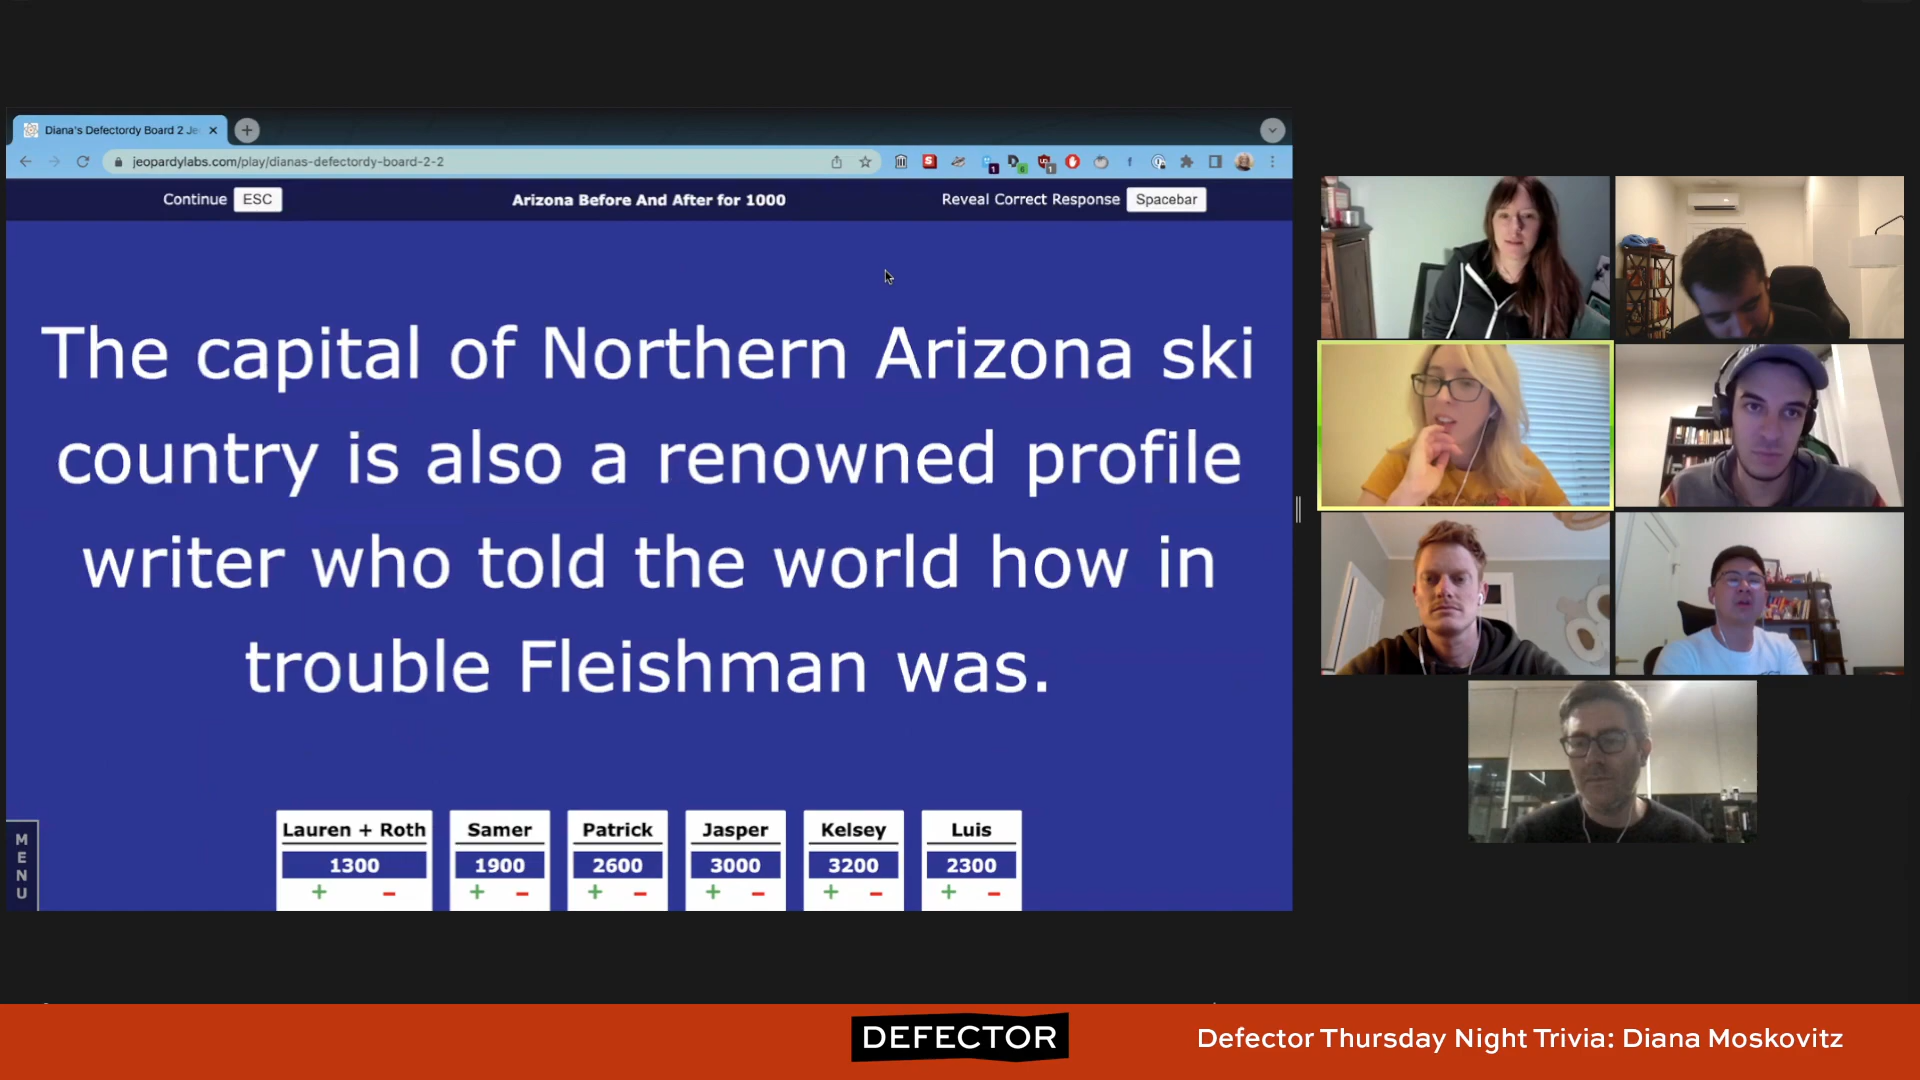 Diana's Defectordy Board 2 Je
jeopardylabs.com/play/dianas-defectordy-board-2-2
Continue ESC
Arizona Before And After for 1000
Reveal Correct Response Spacebar
The capital of Northern Arizona ski
country is also a renowned profile
writer who told the world how in
trouble Fleishman was.
MENU
Lauren + Roth Samer Patrick Jasper Kelsey Luis
1300 1900 2600 3000 3200 2300
+ − + − + − + − + − + −
DEFECTOR
Defector Thursday Night Trivia: Diana Moskovitz